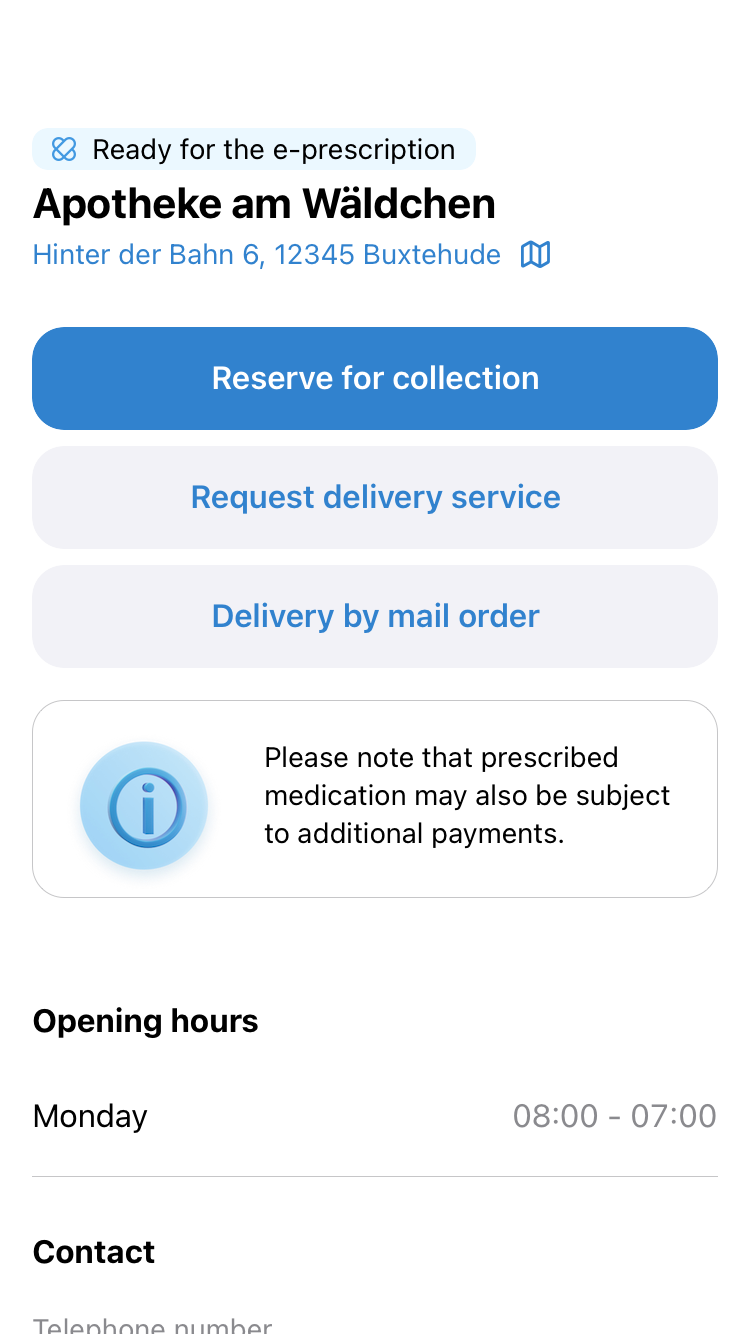 Ready for the e-prescription
Apotheke am Wäldchen
Hinter der Bahn 6, 12345 Buxtehude
Reserve for collection
Request delivery service
Delivery by mail order
Please note that prescribed
medication may also be subject
to additional payments.
Opening hours
Monday 08:00 - 07:00
Contact
Telephone number